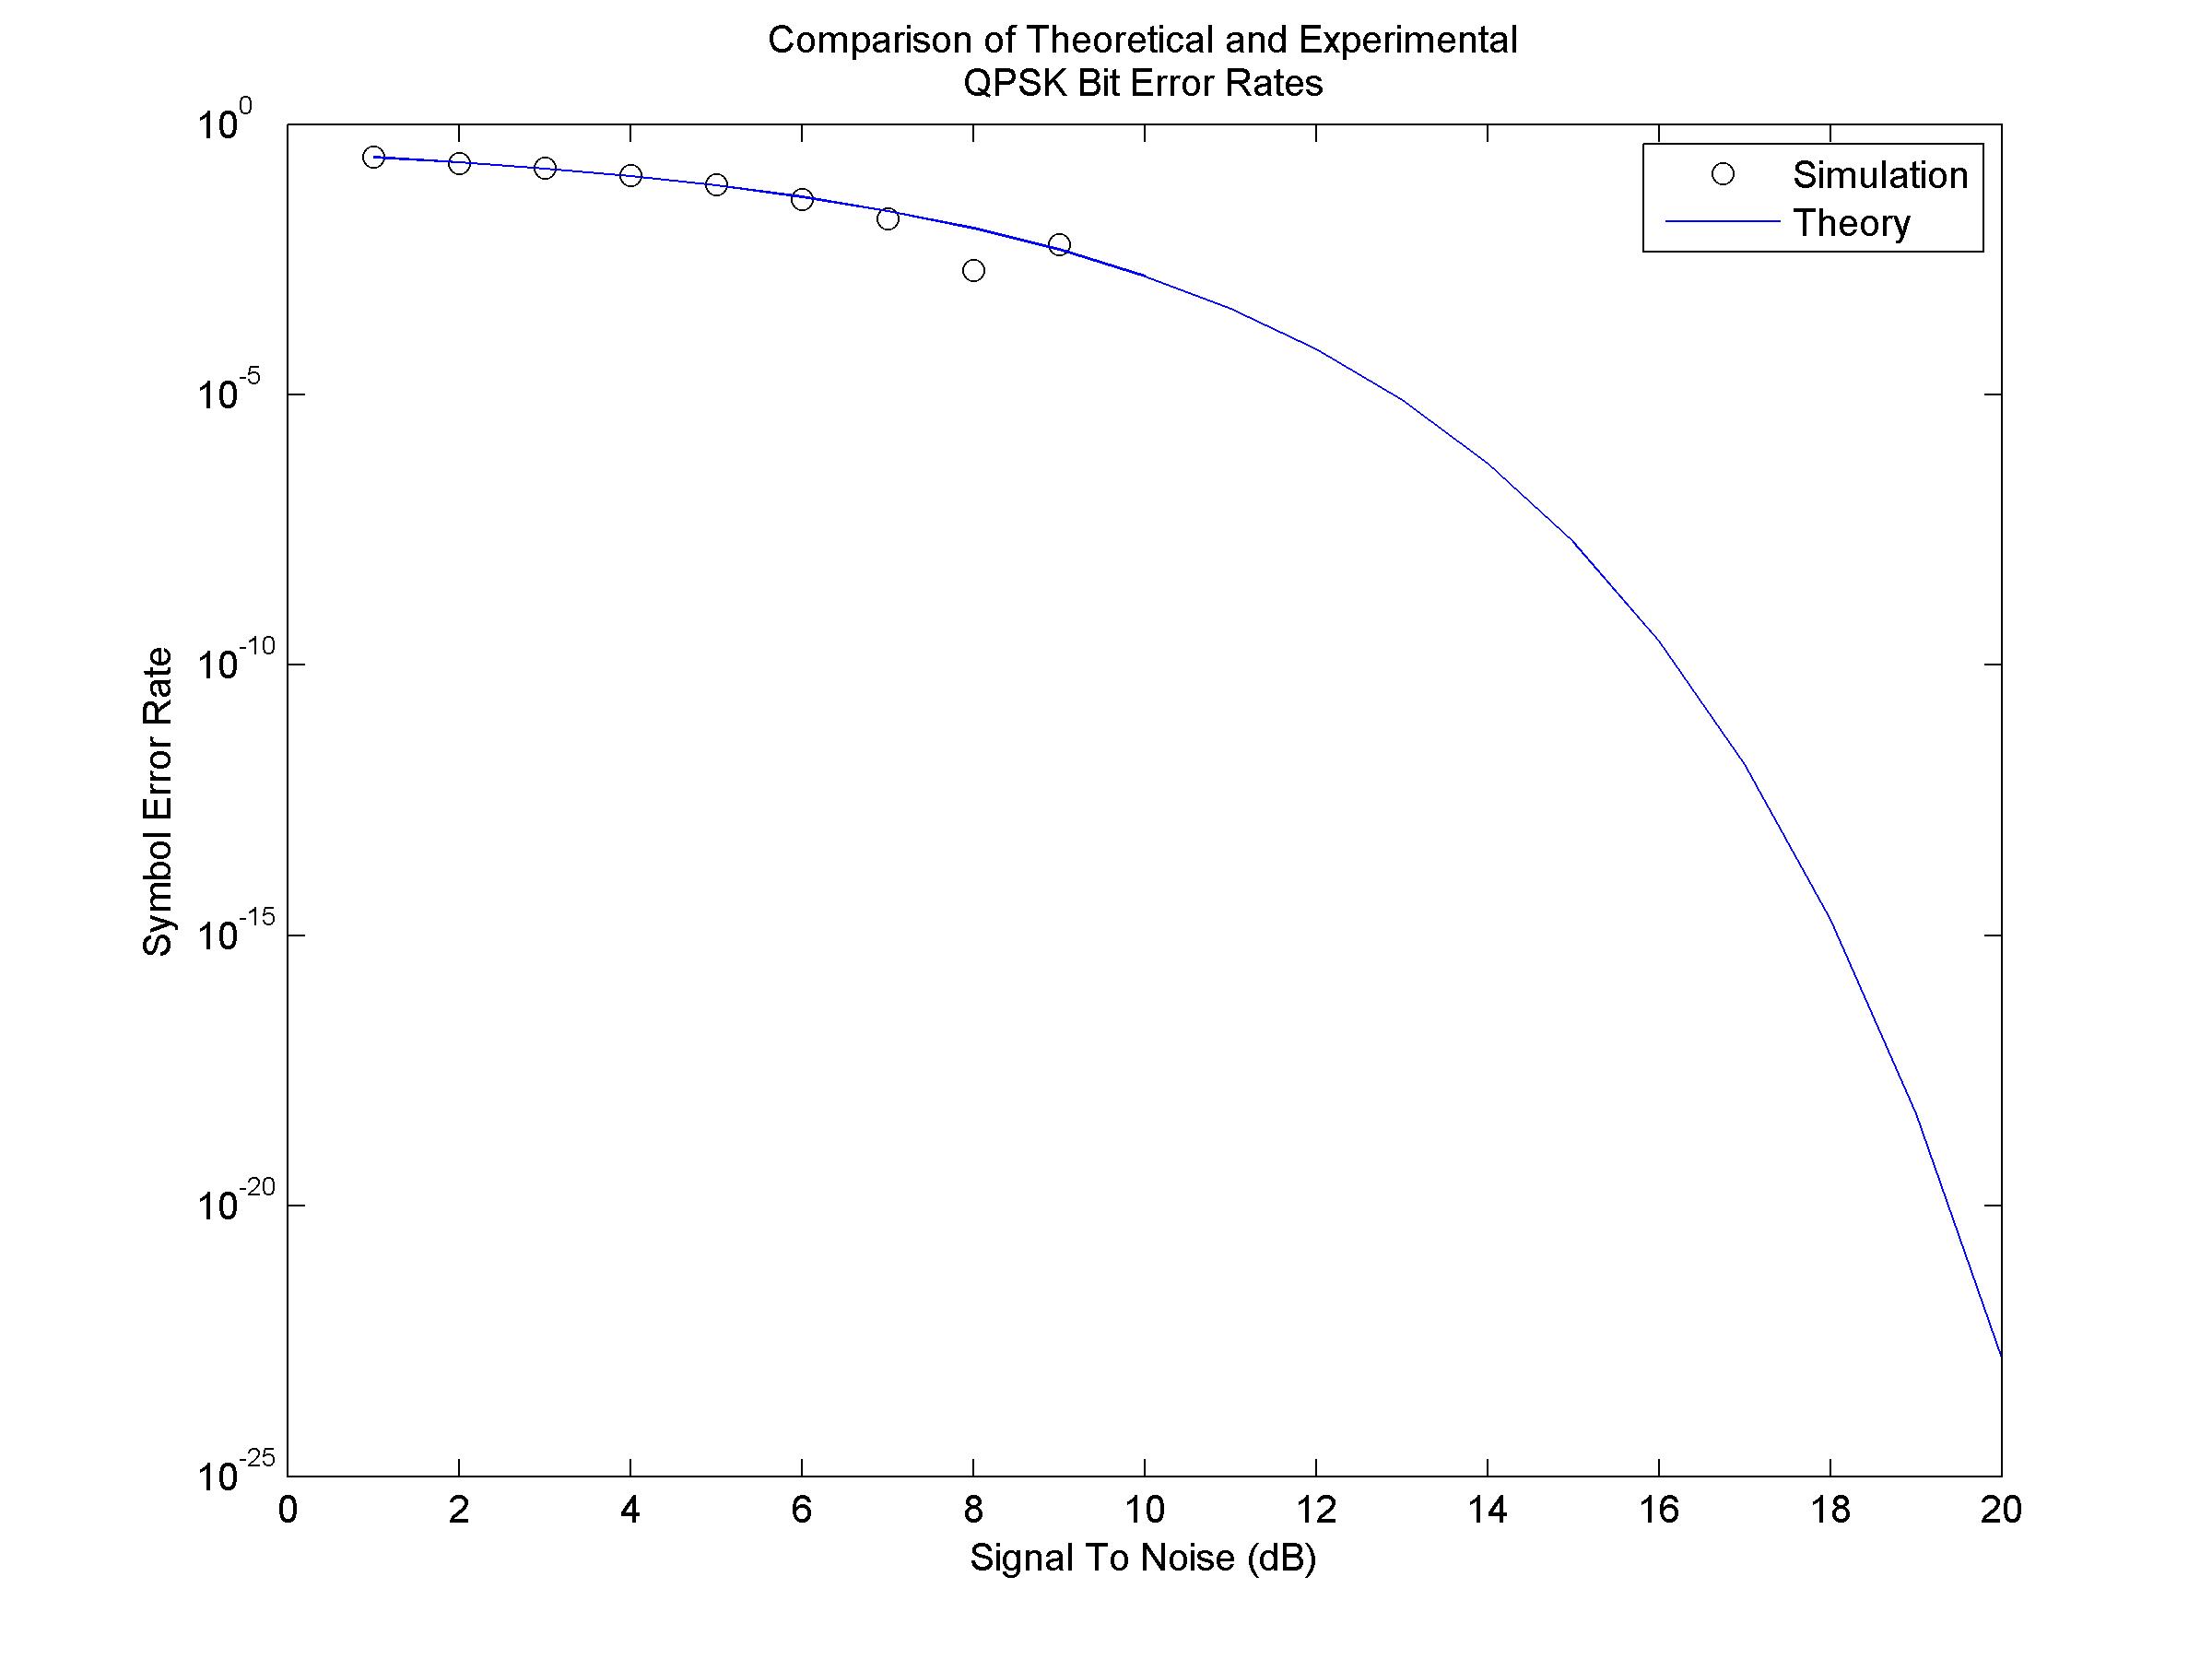 Comparison of Theoretical and Experimental
QPSK Bit Error Rates
10^0
Simulation
Theory
10^-5
10^-10
Symbol Error Rate
10^-15
10^-20
10^-25
0 2 4 6 8 10 12 14 16 18 20
Signal To Noise (dB)